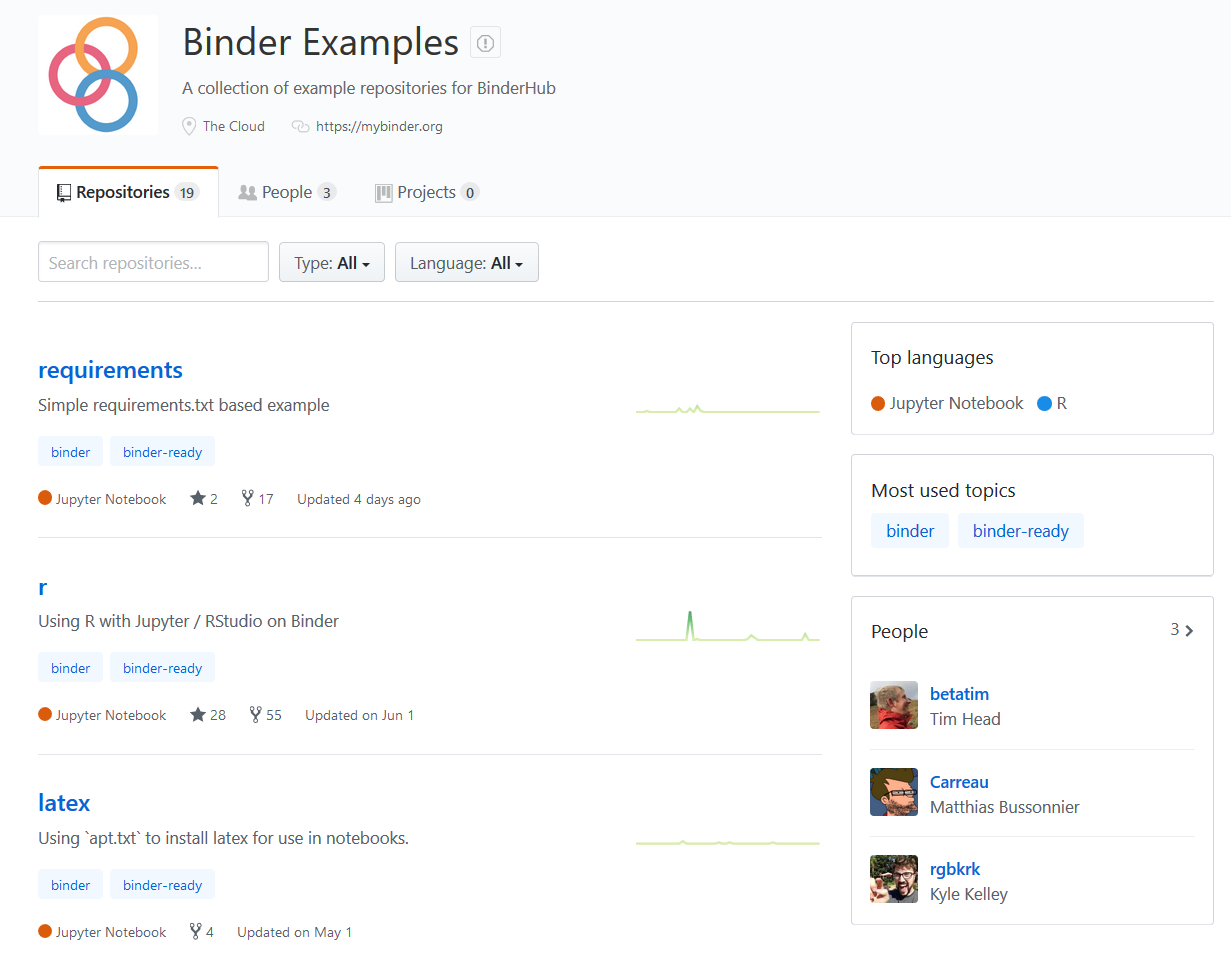 Binder Examples
A collection of example repositories for BinderHub
The Cloud https://mybinder.org
Repositories 19 People 3 Projects 0
Search repositories... Type: All Language: All
requirements
Simple requirements.txt based example
binder binder-ready
Jupyter Notebook 2 17 Updated 4 days ago
r
Using R with Jupyter / RStudio on Binder
binder binder-ready
Jupyter Notebook 28 55 Updated on Jun 1
latex
Using `apt.txt` to install latex for use in notebooks.
binder binder-ready
Jupyter Notebook 4 Updated on May 1
Top languages
Jupyter Notebook R
Most used topics
binder binder-ready
People 3
betatim
Tim Head
Carreau
Matthias Bussonnier
rgbkrk
Kyle Kelley